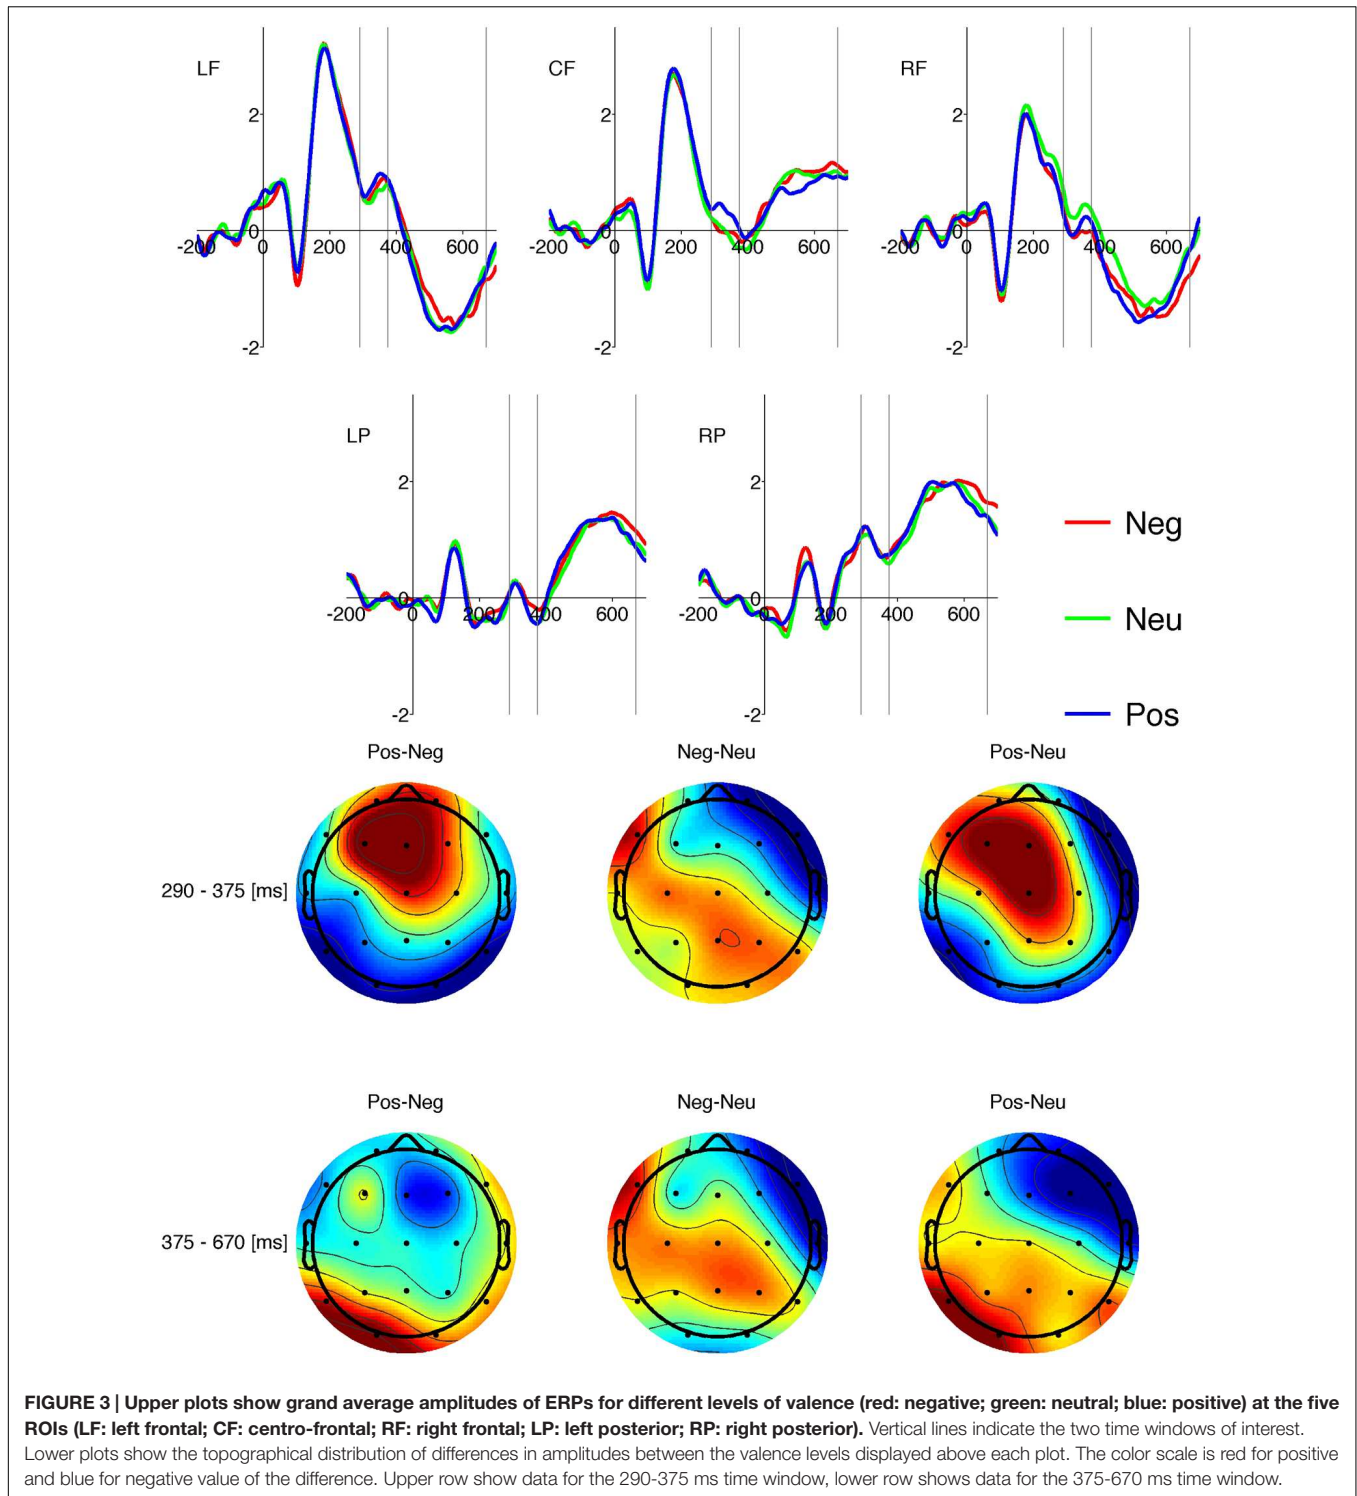 LF
CF
RF
2
2
2
-200
0
0
200
400
600
-200
0
0
200
400
600
-200
0
0
200
400
600
-2
-2
-2
LP
RP
2
2
Neg
-200
0
0
200
400
600
-200
0
0
200
400
600
Neu
-2
-2
Pos
Pos-Neg
Neg-Neu
Pos-Neu
290 - 375 [ms]
Pos-Neg
Neg-Neu
Pos-Neu
375 - 670 [ms]
FIGURE 3 | Upper plots show grand average amplitudes of ERPs for different levels of valence (red: negative; green: neutral; blue: positive) at the five
ROIs (LF: left frontal; CF: centro-frontal; RF: right frontal; LP: left posterior; RP: right posterior). Vertical lines indicate the two time windows of interest.
Lower plots show the topographical distribution of differences in amplitudes between the valence levels displayed above each plot. The color scale is red for positive
and blue for negative value of the difference. Upper row show data for the 290-375 ms time window, lower row shows data for the 375-670 ms time window.